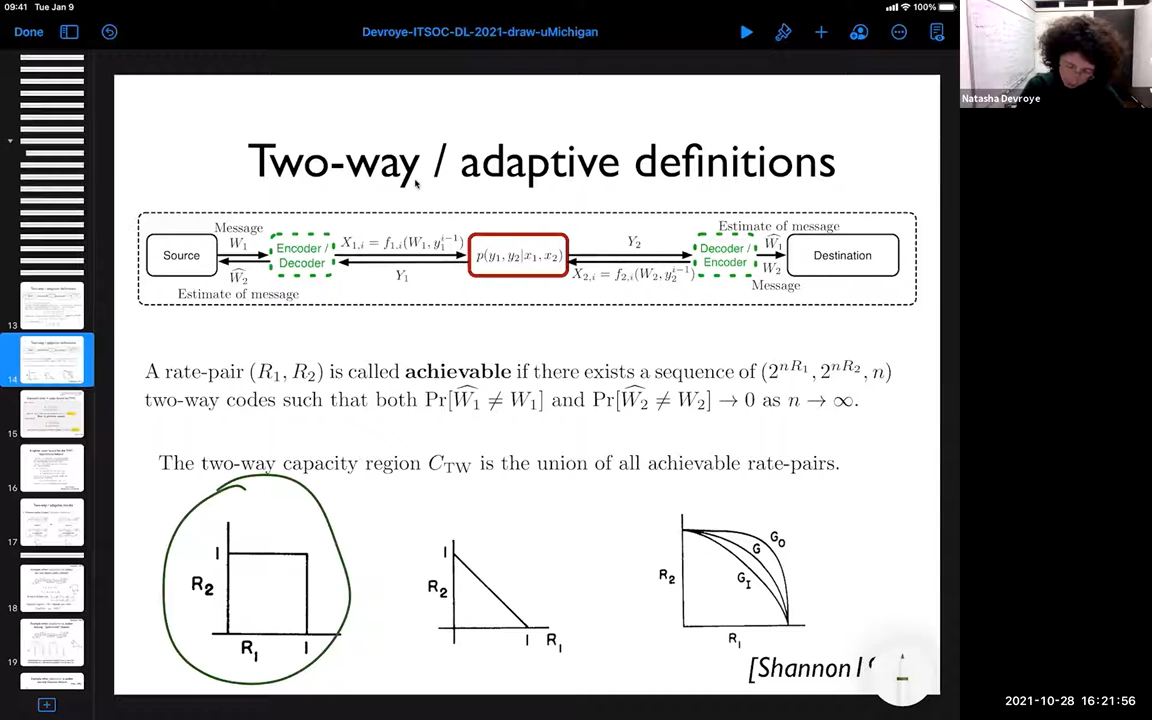 09:41 Tue Jan 9
100%
Done
Devroye-ITSOC-DL-2021-draw-uMichigan
Natasha Devroye
Two-way / adaptive definitions
Message
Estimate of message
Source
W₁
Encoder / Decoder
X₁,ᵢ = f₁,ᵢ(W₁, y₁ⁱ⁻¹)
p(y₁, y₂|x₁, x₂)
Y₂
Decoder / Encoder
Ŵ₁
Destination
Ŵ₂
Y₁
X₂,ᵢ = f₂,ᵢ(W₂, y₂ⁱ⁻¹)
W₂
Estimate of message
Message
A rate-pair (R₁, R₂) is called achievable if there exists a sequence of (2^{nR₁}, 2^{nR₂}, n)
two-way codes such that both Pr[Ŵ₁ ≠ W₁] and Pr[Ŵ₂ ≠ W₂] → 0 as n → ∞.
The two-way capacity region C_TW is the union of all achievable rate-pairs.
1
R₂
R₁
1
1
R₂
1
R₁
R₂
G_O
G
G_I
R₁
[Shannon
13
14
15
16
17
18
19
2021-10-28 16:21:56